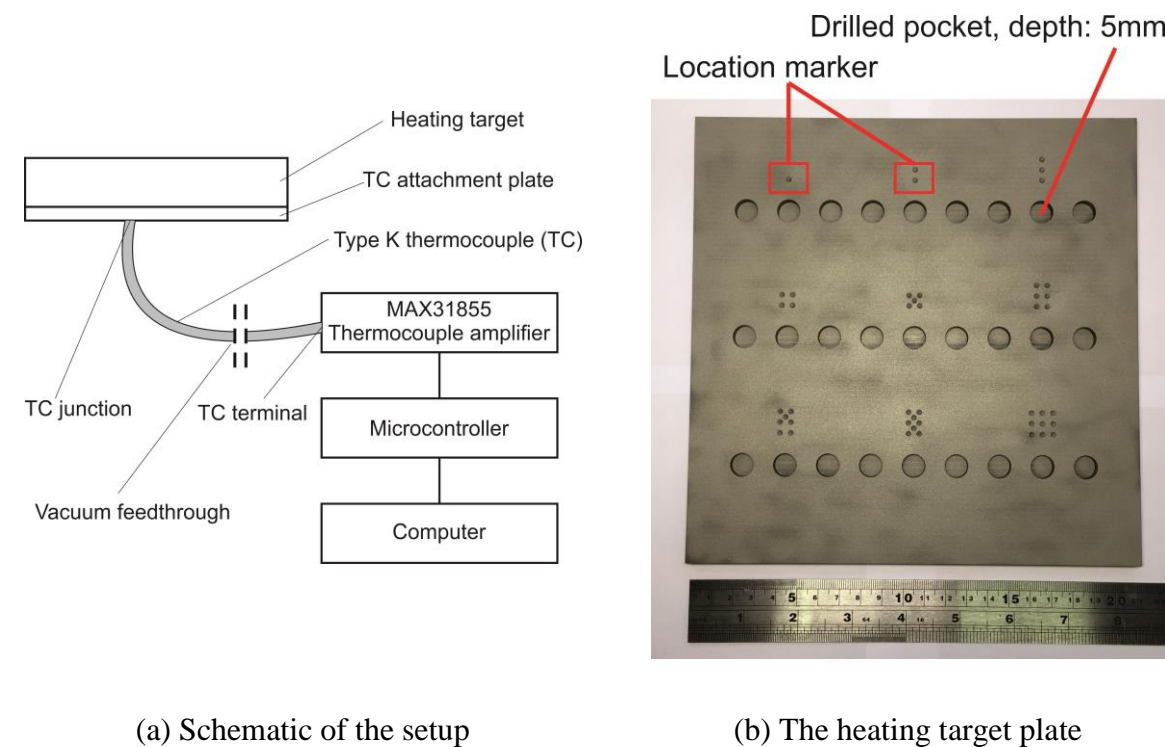 Drilled pocket, depth: 5mm
Location marker
Heating target
TC attachment plate
Type K thermocouple (TC)
MAX31855
Thermocouple amplifier
TC junction
TC terminal
Microcontroller
Vacuum feedthrough
Computer
5 10 15 20
1 2 3 4 5 6 7 8
(a) Schematic of the setup
(b) The heating target plate